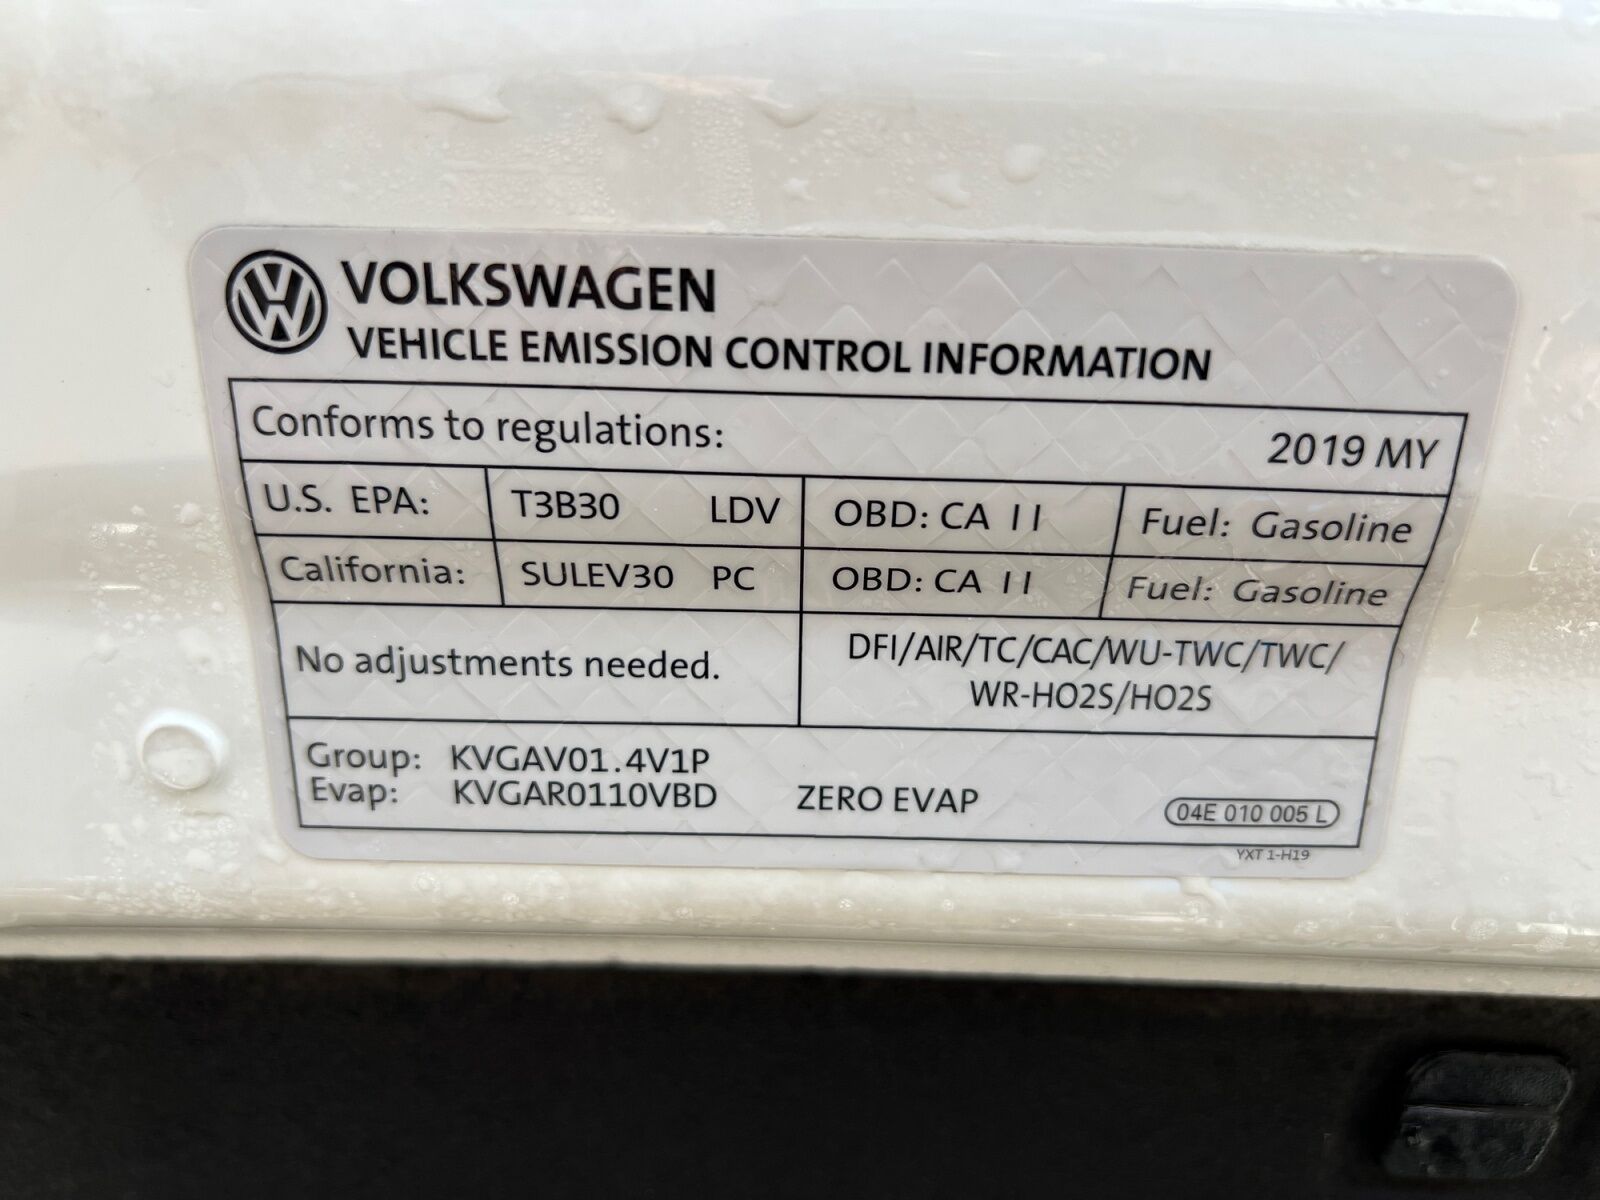 VOLKSWAGEN
VEHICLE EMISSION CONTROL INFORMATION
Conforms to regulations: 2019 MY
U.S. EPA: T3B30 LDV OBD: CA II Fuel: Gasoline
California: SULEV30 PC OBD: CA II Fuel: Gasoline
No adjustments needed.
DFI/AIR/TC/CAC/WU-TWC/TWC/
WR-HO2S/HO2S
Group: KVGAV01.4V1P
Evap: KVGAR0110VBD ZERO EVAP
04E 010 005 L
YXT 1-H19